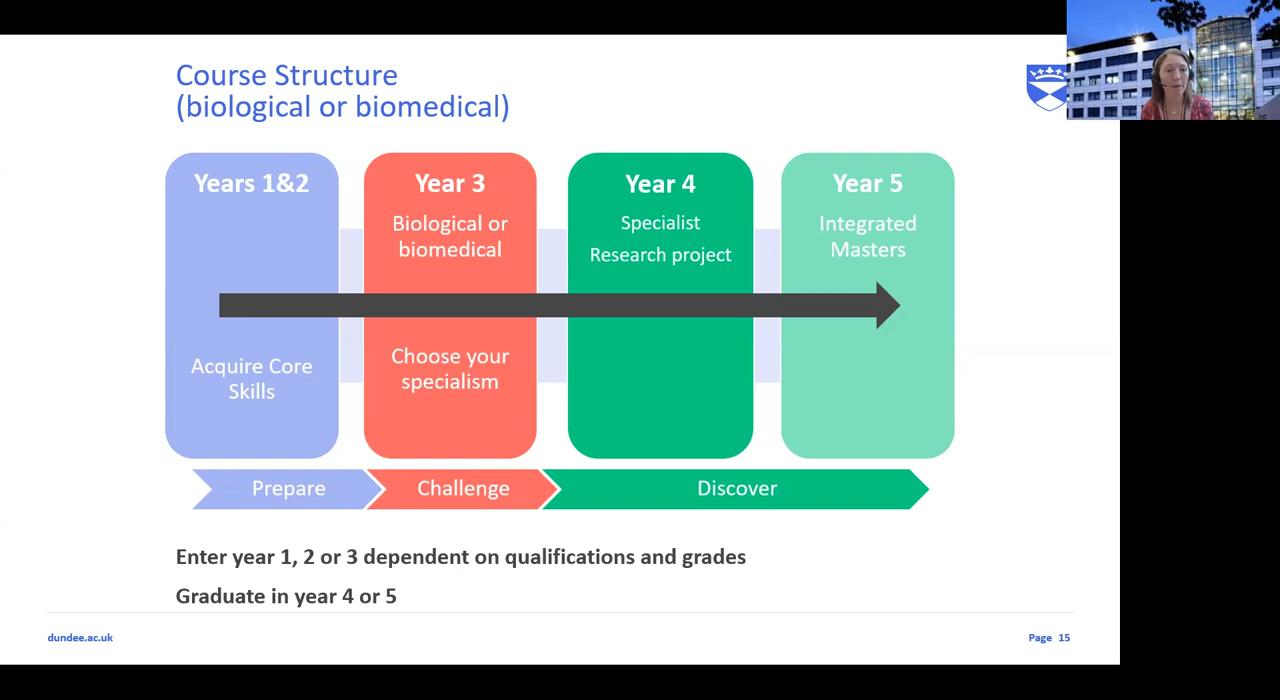 Course Structure
(biological or biomedical)
Years 1&2
Acquire Core
Skills
Year 3
Biological or
biomedical
Choose your
specialism
Year 4
Specialist
Research project
Year 5
Integrated
Masters
Prepare
Challenge
Discover
Enter year 1, 2 or 3 dependent on qualifications and grades
Graduate in year 4 or 5
dundee.ac.uk
Page 15